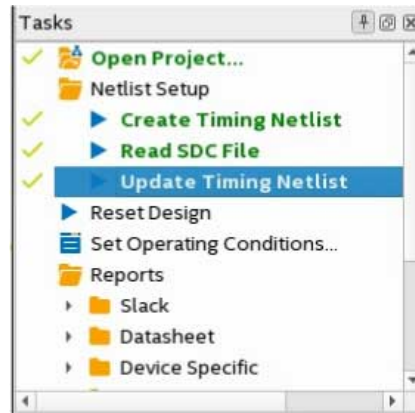 Tasks
Open Project...
Netlist Setup
Create Timing Netlist
Read SDC File
Update Timing Netlist
Reset Design
Set Operating Conditions...
Reports
Slack
Datasheet
Device Specific